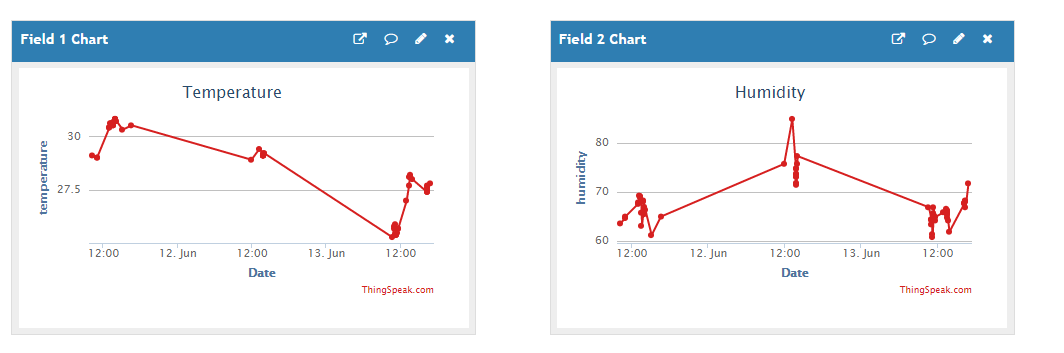 Field 1 Chart
Temperature
temperature
30
27.5
12:00 12. Jun 12:00 13. Jun 12:00
Date
ThingSpeak.com
Field 2 Chart
Humidity
humidity
80
70
60
12:00 12. Jun 12:00 13. Jun 12:00
Date
ThingSpeak.com